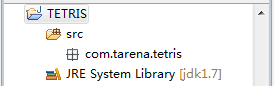 TETRIS
src
com.tarena.tetris
JRE System Library [jdk1.7]